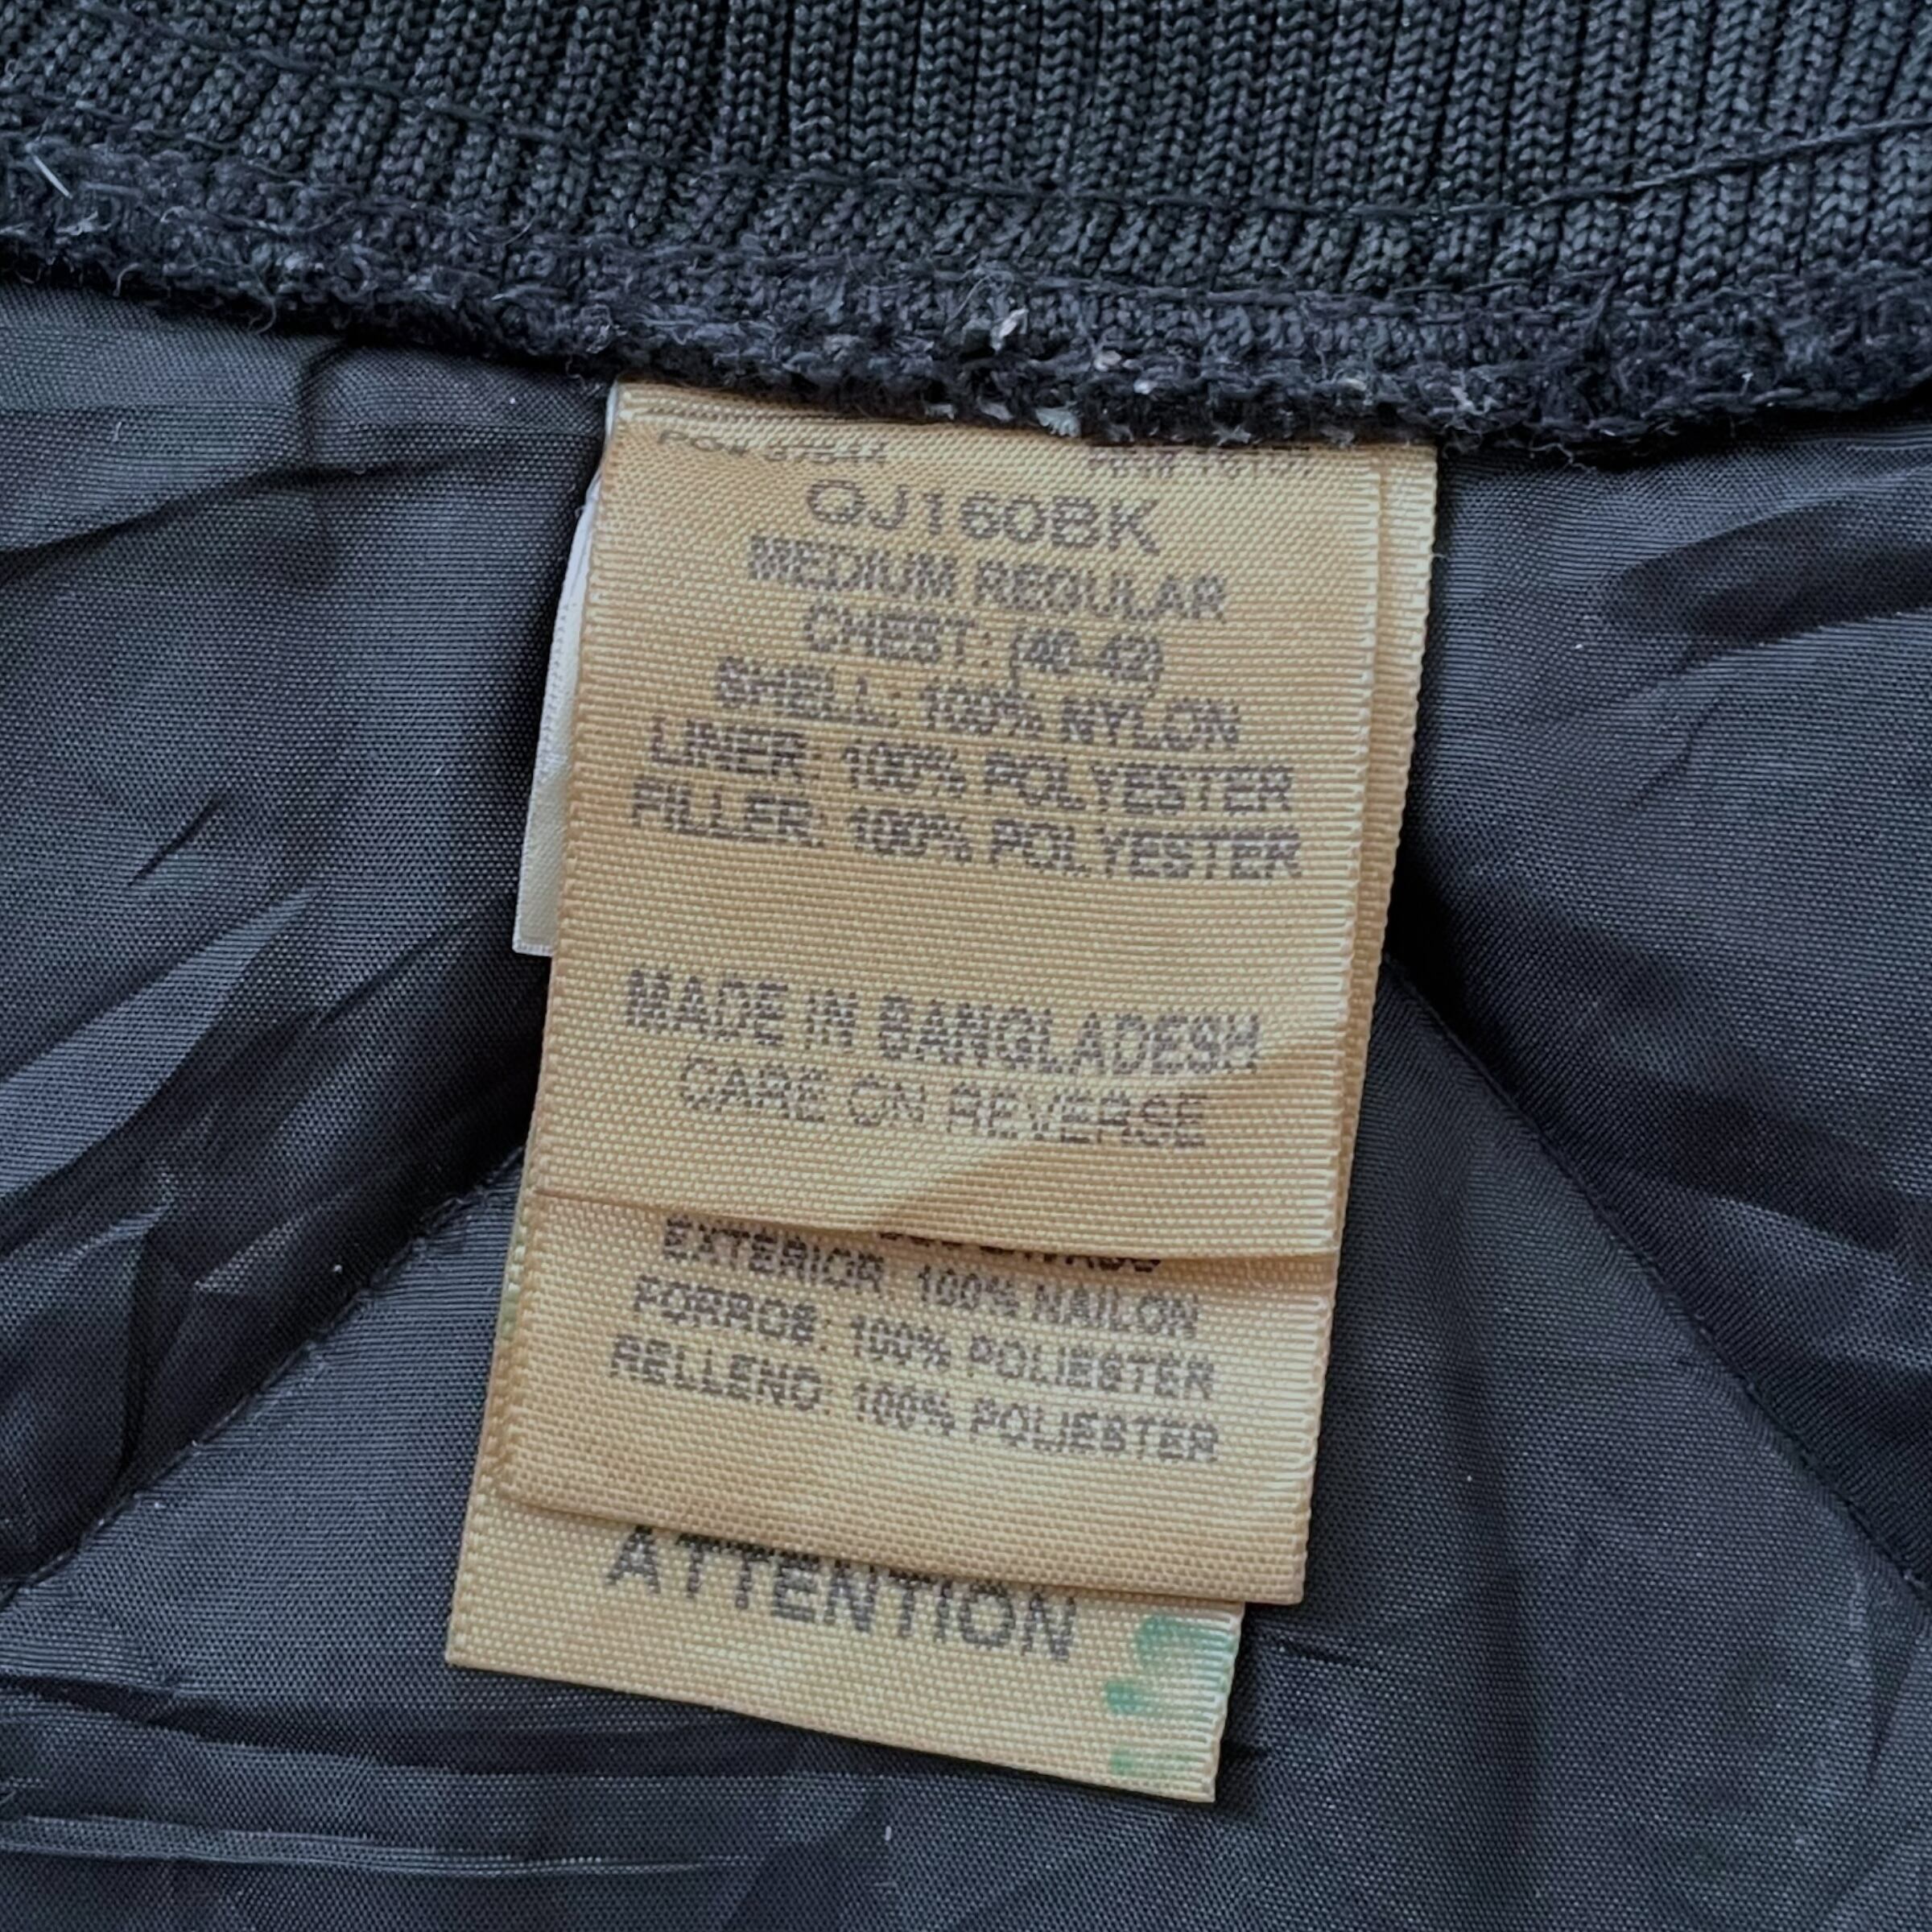 QJ160BK
MEDIUM REGULAR
CHEST: (40-42)
SHELL: 100% NYLON
LINER: 100% POLYESTER
FILLER: 100% POLYESTER
MADE IN BANGLADESH
CARE ON REVERSE
EXTERIOR: 100% NAILON
FORROS: 100% POLIESTER
RELLENO: 100% POLIESTER
ATTENTION